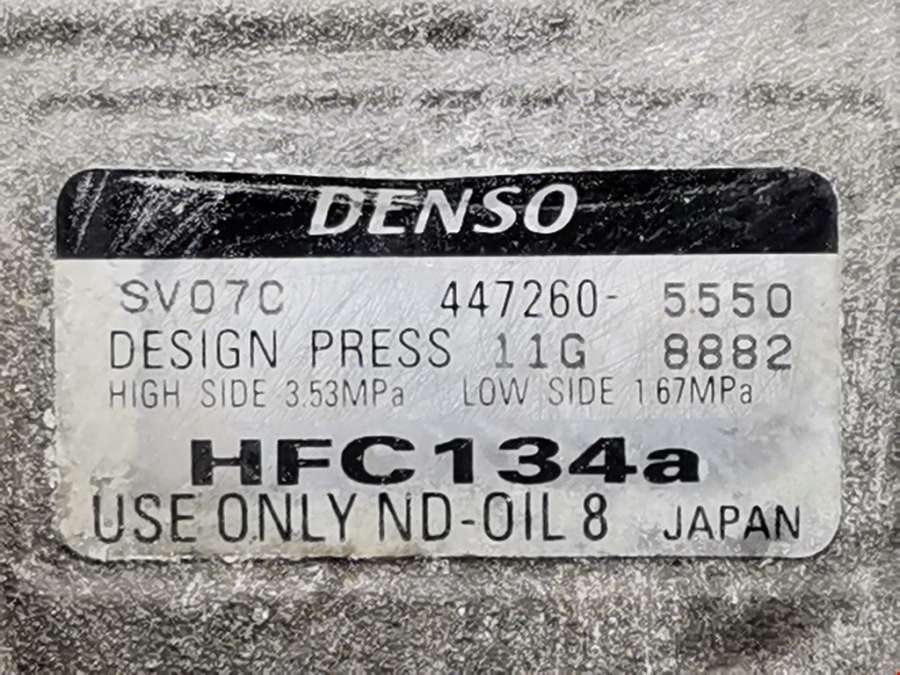 DENSO
SV07C 447260- 5550
DESIGN PRESS 11G 8882
HIGH SIDE 3.53MPa LOW SIDE 1.67MPa
HFC134a
USE ONLY ND-OIL 8 JAPAN